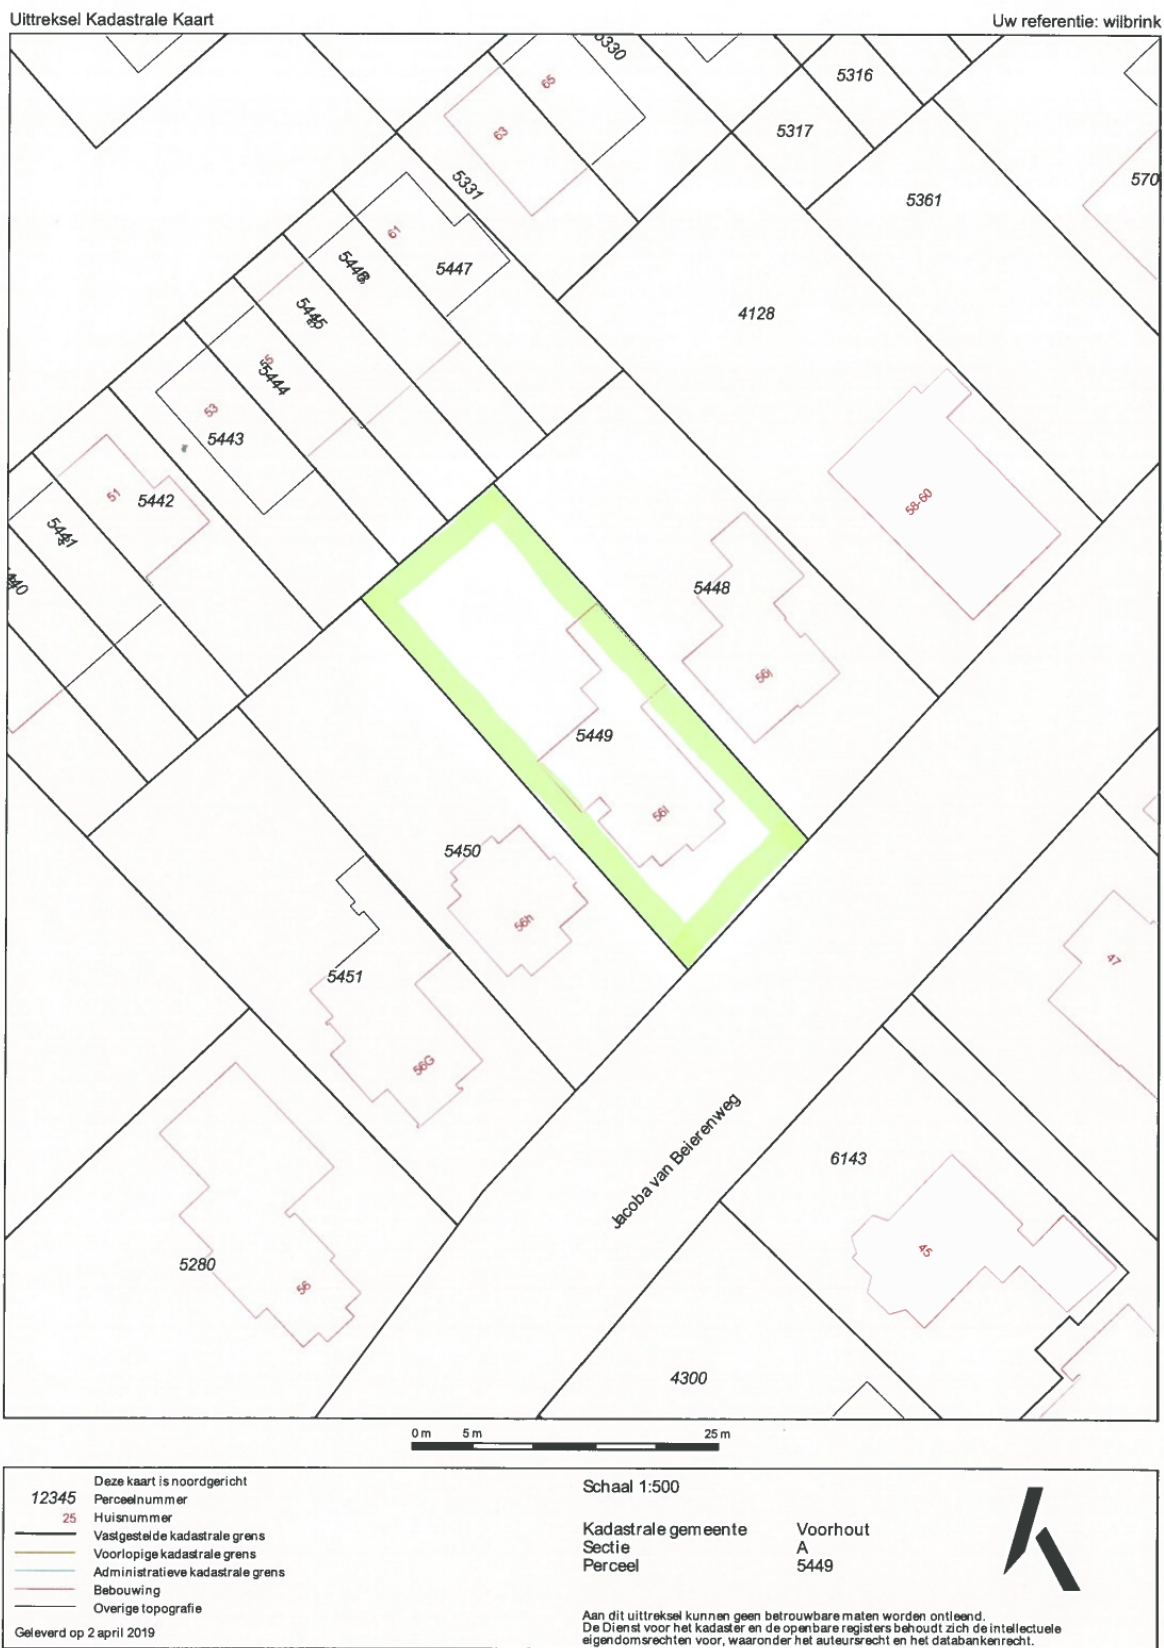 Uittreksel Kadastrale Kaart
Uw referentie: wilbrink
5330
65
5316
63
5317
5331
570
5361
61
5447
5446
4128
5445
5444
53
5443
51
5442
58-60
5441
5448
56j
5449
56i
5450
56h
47
5451
56G
Jacoba van Beierenweg
6143
45
5280
56
4300
0 m 5 m 25 m
Deze kaart is noordgericht
12345 Perceelnummer
25 Huisnummer
Vastgestelde kadastrale grens
Voorlopige kadastrale grens
Administratieve kadastrale grens
Bebouwing
Overige topografie
Geleverd op 2 april 2019
Schaal 1:500
Kadastrale gemeente Voorhout
Sectie A
Perceel 5449
Aan dit uittreksel kunnen geen betrouwbare maten worden ontleend.
De Dienst voor het kadaster en de openbare registers behoudt zich de intellectuele
eigendomsrechten voor, waaronder het auteursrecht en het databankenrecht.